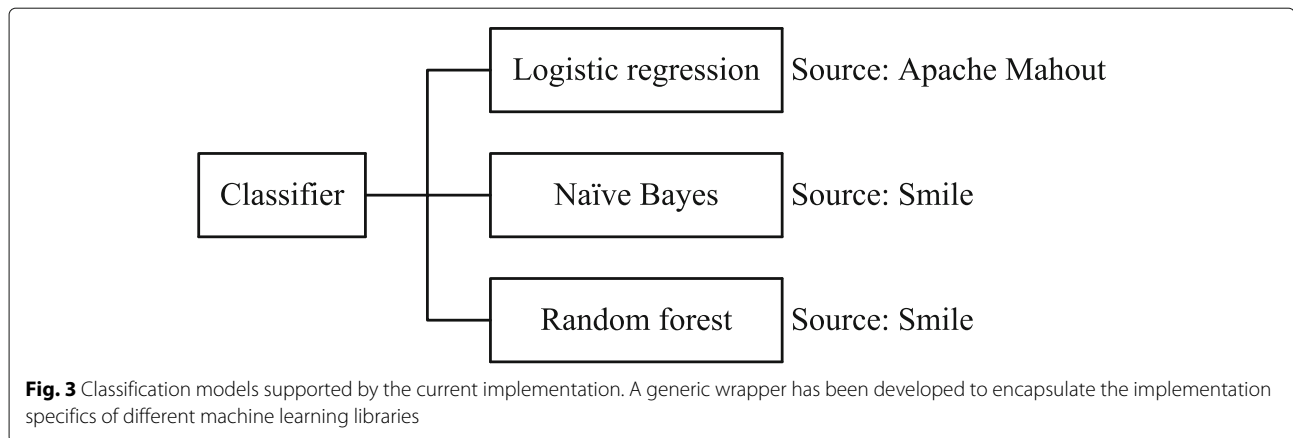 Logistic regression Source: Apache Mahout
Classifier
Naïve Bayes Source: Smile
Random forest Source: Smile
Fig. 3 Classification models supported by the current implementation. A generic wrapper has been developed to encapsulate the implementation
specifics of different machine learning libraries